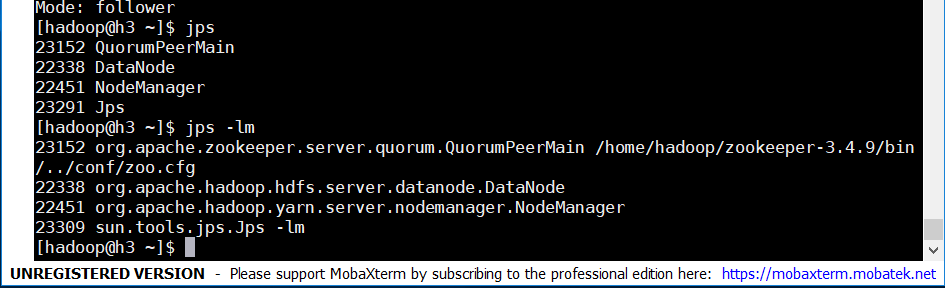 Mode: follower
[hadoop@h3 ~]$ jps
23152 QuorumPeerMain
22338 DataNode
22451 NodeManager
23291 Jps
[hadoop@h3 ~]$ jps -lm
23152 org.apache.zookeeper.server.quorum.QuorumPeerMain /home/hadoop/zookeeper-3.4.9/bin
/../conf/zoo.cfg
22338 org.apache.hadoop.hdfs.server.datanode.DataNode
22451 org.apache.hadoop.yarn.server.nodemanager.NodeManager
23309 sun.tools.jps.Jps -lm
[hadoop@h3 ~]$
UNREGISTERED VERSION - Please support MobaXterm by subscribing to the professional edition here: https://mobaxterm.mobatek.net